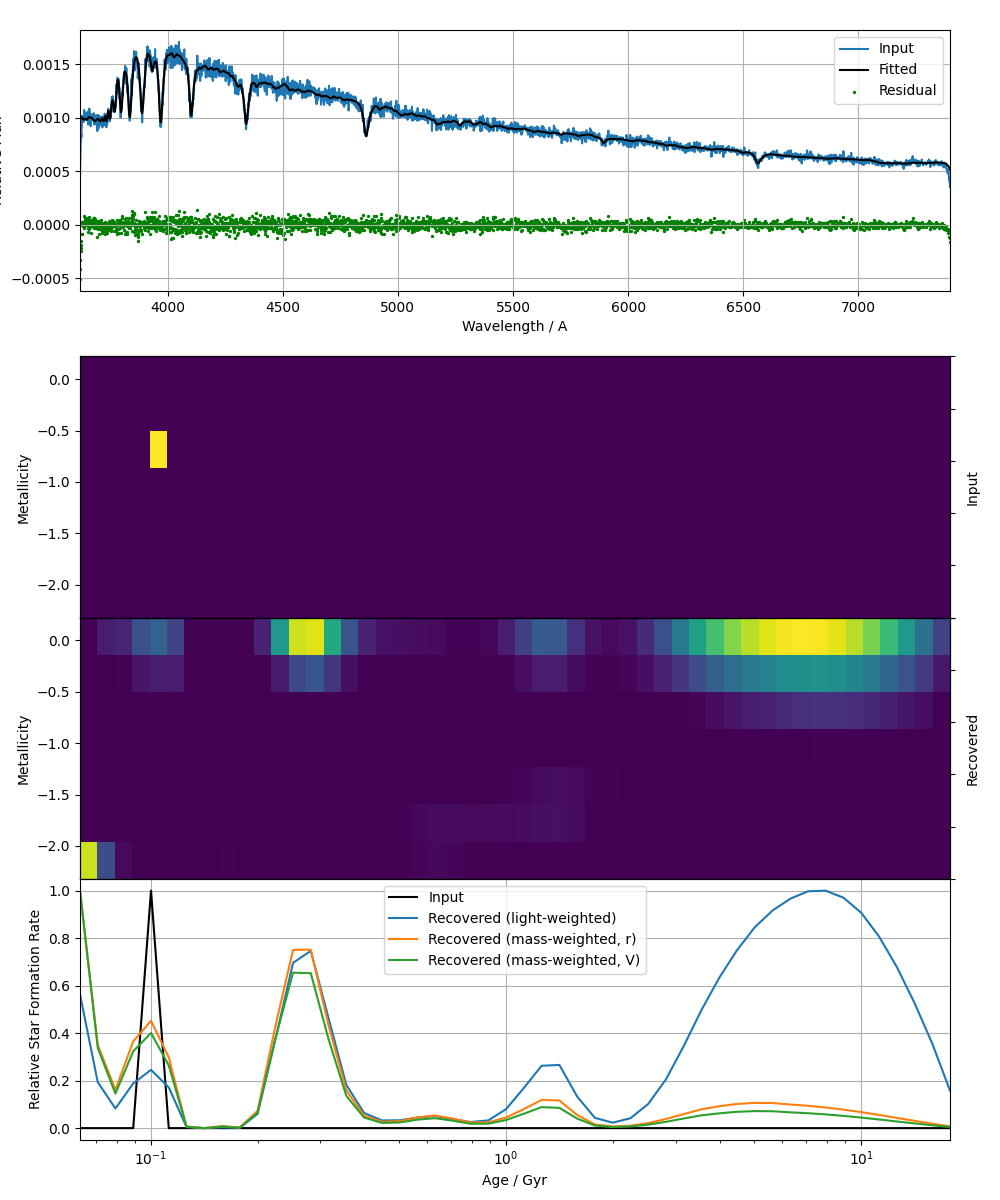 Input
Fitted
Residual
0.0015
0.0010
0.0005
0.0000
−0.0005
4000 4500 5000 5500 6000 6500 7000
Wavelength / A
0.0
−0.5
−1.0
−1.5
−2.0
Metallicity
Input
0.0
−0.5
−1.0
−1.5
−2.0
Metallicity
Recovered
Input
Recovered (light-weighted)
Recovered (mass-weighted, r)
Recovered (mass-weighted, V)
1.0
0.8
0.6
0.4
0.2
0.0
Relative Star Formation Rate
10⁻¹ 10⁰ 10¹
Age / Gyr